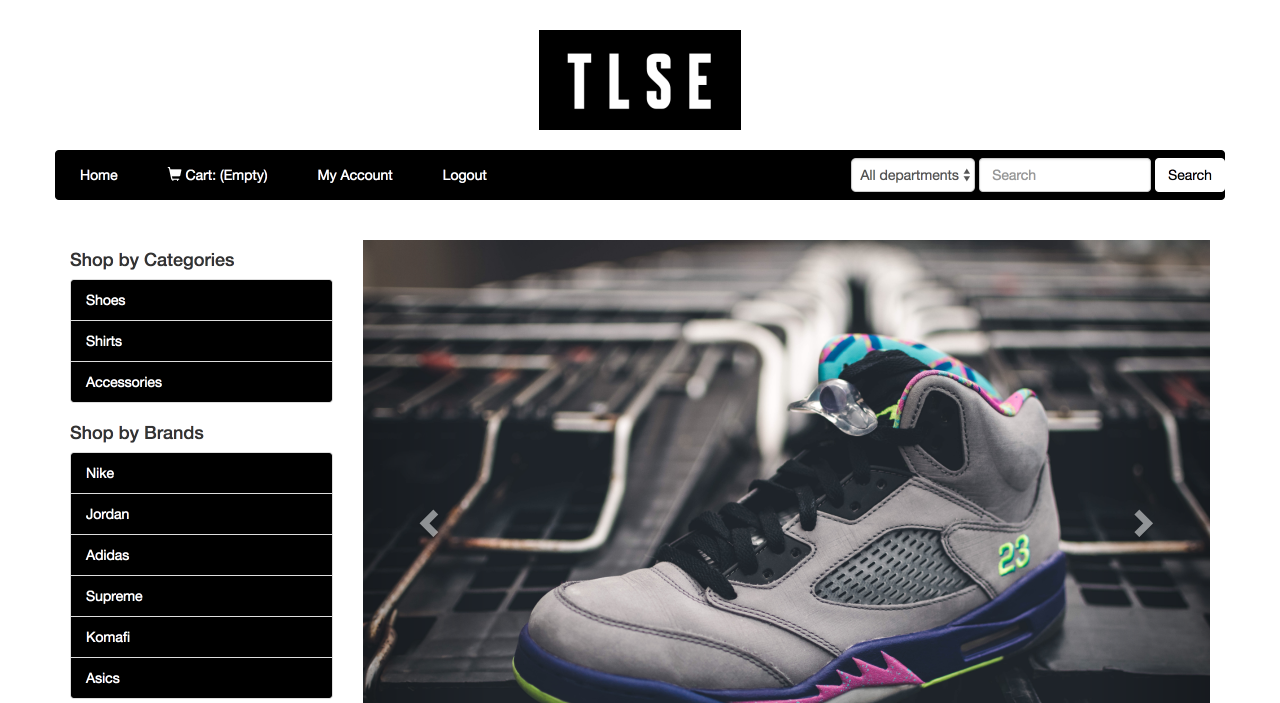 TLSE
Home Cart: (Empty) My Account Logout All departments Search Search
Shop by Categories
Shoes
Shirts
Accessories
Shop by Brands
Nike
Jordan
Adidas
Supreme
Komafi
Asics
23